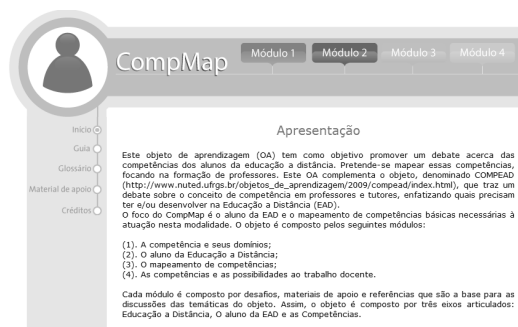 CompMap
Módulo 1
Módulo 2
Módulo 3
Módulo 4
Início
Guia
Glossário
Material de apoio
Créditos
Apresentação
Este objeto de aprendizagem (OA) tem como objetivo promover um debate acerca das
competências dos alunos da educação a distância. Pretende-se mapear essas competências,
focando na formação de professores. Este OA complementa o objeto, denominado COMPEAD
(http://www.nuted.ufrgs.br/objetos_de_aprendizagem/2009/compead/index.html), que traz um
debate sobre o conceito de competência em professores e tutores, enfatizando quais precisam
ter e/ou desenvolver na Educação a Distância (EAD).
O foco do CompMap é o aluno da EAD e o mapeamento de competências básicas necessárias à
atuação nesta modalidade. O objeto é composto pelos seguintes módulos:
(1). A competência e seus domínios;
(2). O aluno da Educação a Distância;
(3). O mapeamento de competências;
(4). As competências e as possibilidades ao trabalho docente.
Cada módulo é composto por desafios, materiais de apoio e referências que são a base para as
discussões das temáticas do objeto. Assim, o objeto é composto por três eixos articulados:
Educação a Distância, O aluno da EAD e as Competências.